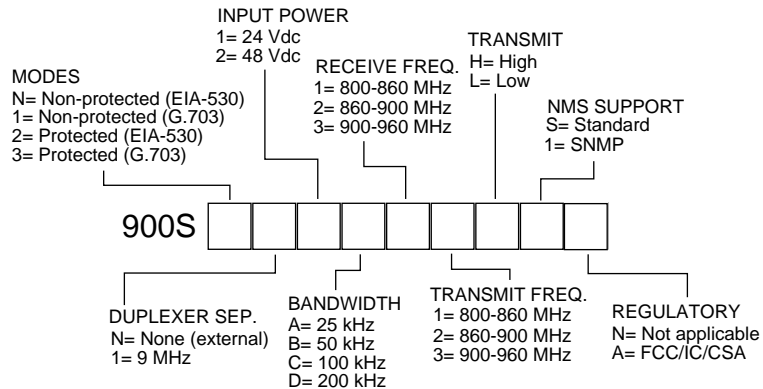 INPUT POWER
1= 24 Vdc
2= 48 Vdc
MODES
N= Non-protected (EIA-530)
1= Non-protected (G.703)
2= Protected (EIA-530)
3= Protected (G.703)
RECEIVE FREQ.
1= 800-860 MHz
2= 860-900 MHz
3= 900-960 MHz
TRANSMIT
H= High
L= Low
NMS SUPPORT
S= Standard
1= SNMP
900S
DUPLEXER SEP.
N= None (external)
1= 9 MHz
BANDWIDTH
A= 25 kHz
B= 50 kHz
C= 100 kHz
D= 200 kHz
TRANSMIT FREQ.
1= 800-860 MHz
2= 860-900 MHz
3= 900-960 MHz
REGULATORY
N= Not applicable
A= FCC/IC/CSA